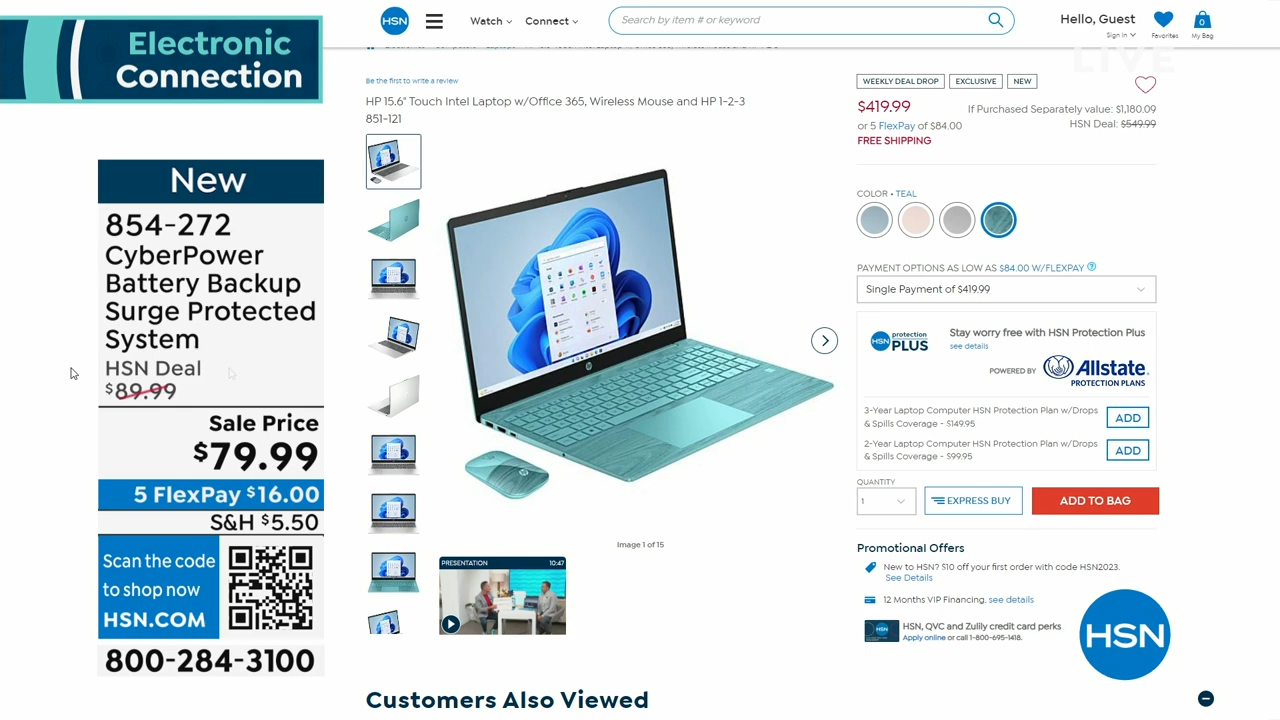 Electronic
Connection
New
854-272
CyberPower
Battery Backup
Surge Protected
System
HSN Deal
$89.99
Sale Price
$79.99
5 FlexPay $16.00
S&H $5.50
Scan the code
to shop now
HSN.COM
800-284-3100
HSN
Watch
Connect
Search by item # or keyword
Hello, Guest
Sign In
Favorites
0
My Bag
LIVE
Be the first to write a review
HP 15.6" Touch Intel Laptop w/Office 365, Wireless Mouse and HP 1-2-3
851-121
Image 1 of 15
PRESENTATION 10:47
WEEKLY DEAL DROP
EXCLUSIVE
NEW
$419.99
If Purchased Separately value: $1,180.09
or 5 FlexPay of $84.00
HSN Deal: $549.99
FREE SHIPPING
COLOR • TEAL
PAYMENT OPTIONS AS LOW AS $84.00 W/FLEXPAY
Single Payment of $419.99
HSN protection PLUS
Stay worry free with HSN Protection Plus
see details
POWERED BY Allstate
PROTECTION PLANS
3-Year Laptop Computer HSN Protection Plan w/Drops
& Spills Coverage - $149.95
ADD
2-Year Laptop Computer HSN Protection Plan w/Drops
& Spills Coverage - $99.95
ADD
QUANTITY
1
EXPRESS BUY
ADD TO BAG
Promotional Offers
New to HSN? $10 off your first order with code HSN2023.
See Details
12 Months VIP Financing. see details
HSN, QVC and Zulily credit card perks
Apply online or call 1-800-695-1418.
HSN
Customers Also Viewed